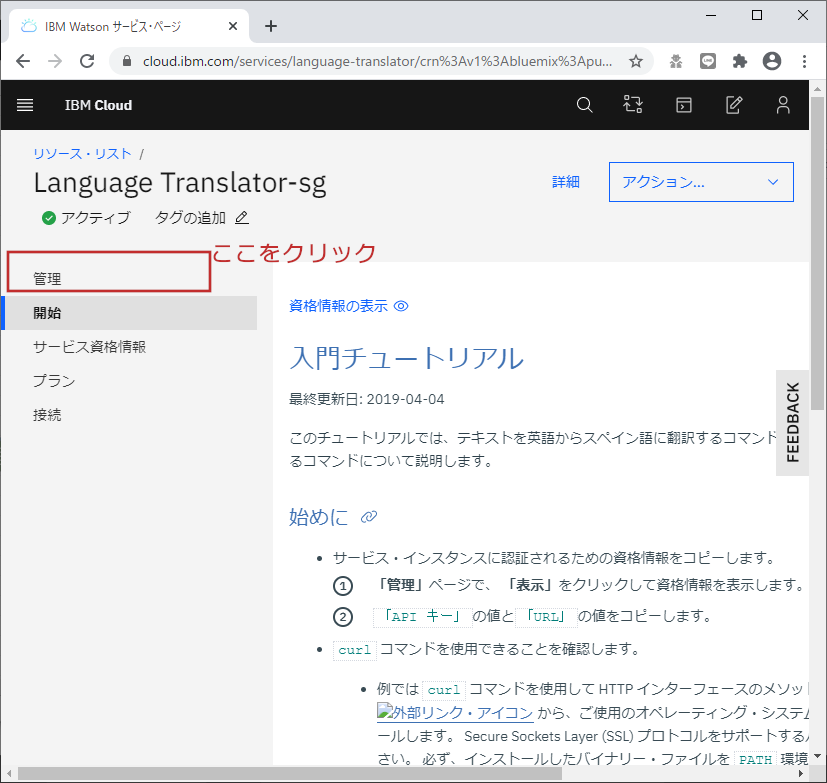 IBM Watson サービス・ページ
cloud.ibm.com/services/language-translator/crn%3Av1%3Abluemix%3Apu...
IBM Cloud
リソース・リスト /
Language Translator-sg
詳細
アクション...
アクティブ タグの追加
ここをクリック
管理
開始
サービス資格情報
プラン
接続
資格情報の表示
入門チュートリアル
最終更新日: 2019-04-04
このチュートリアルでは、テキストを英語からスペイン語に翻訳するコマンド
るコマンドについて説明します。
FEEDBACK
始めに
• サービス・インスタンスに認証されるための資格情報をコピーします。
1 「管理」ページで、「表示」をクリックして資格情報を表示します。
2 「API キー」 の値と 「URL」 の値をコピーします。
• curl コマンドを使用できることを確認します。
• 例では curl コマンドを使用して HTTP インターフェースのメソッ
外部リンク・アイコン から、ご使用のオペレーティング・システム
ールします。 Secure Sockets Layer (SSL) プロトコルをサポートする
さい。 必ず、インストールしたバイナリー・ファイルを PATH 環境